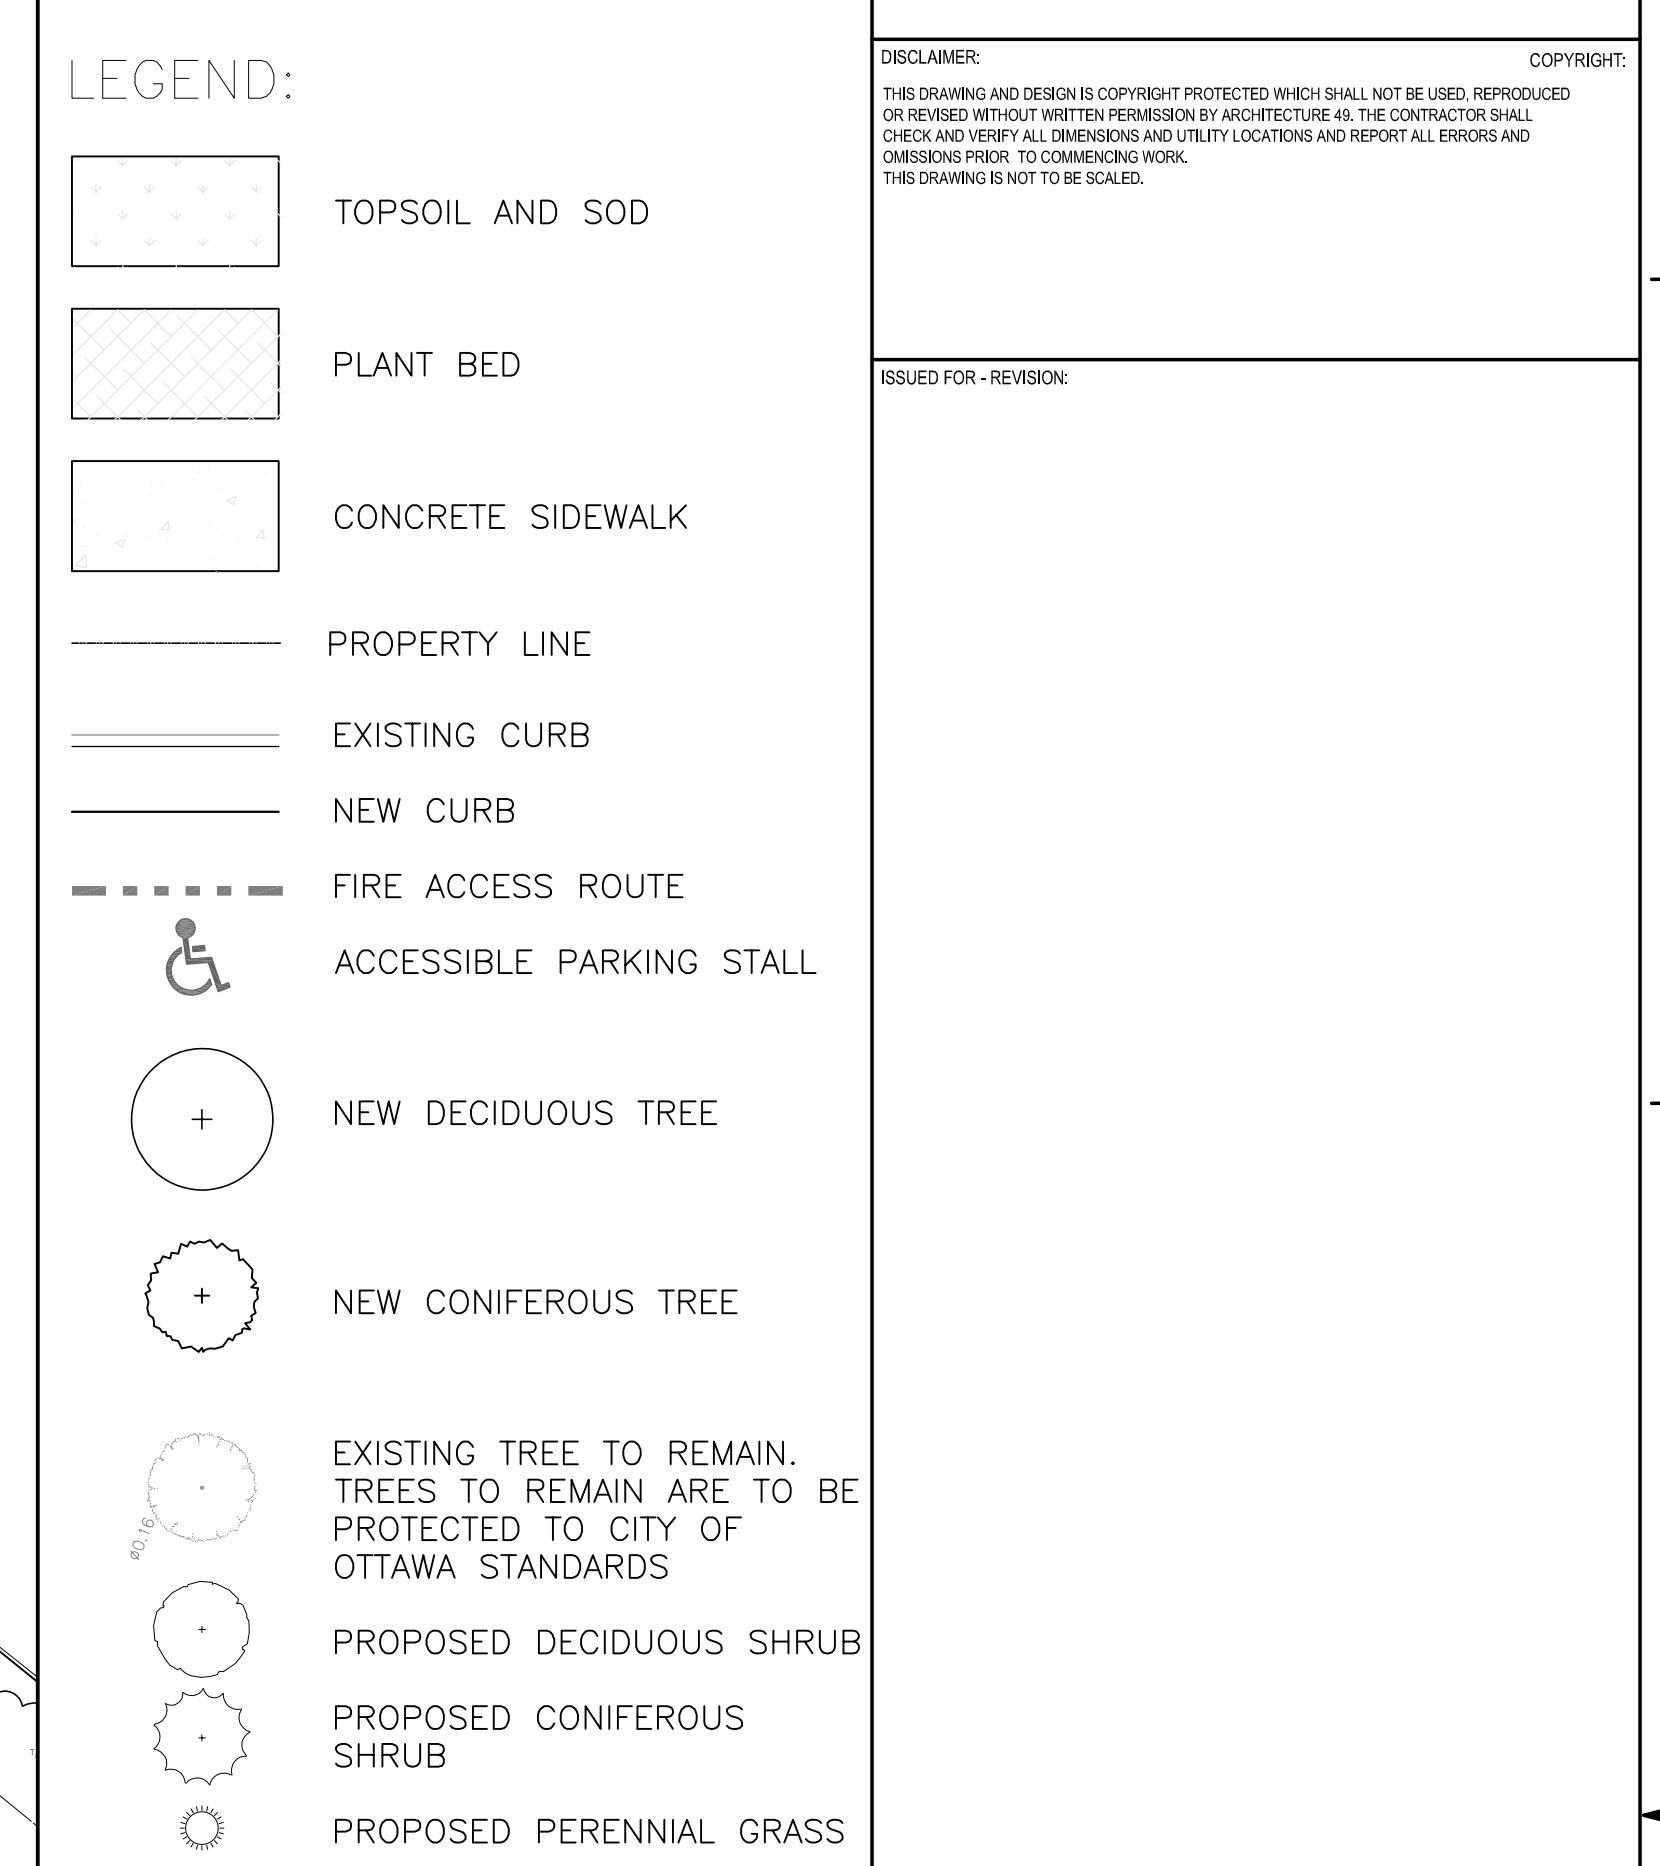 LEGEND:
TOPSOIL AND SOD
PLANT BED
CONCRETE SIDEWALK
PROPERTY LINE
EXISTING CURB
NEW CURB
FIRE ACCESS ROUTE
ACCESSIBLE PARKING STALL
NEW DECIDUOUS TREE
NEW CONIFEROUS TREE
EXISTING TREE TO REMAIN.
TREES TO REMAIN ARE TO BE
PROTECTED TO CITY OF
OTTAWA STANDARDS
ø0.16
PROPOSED DECIDUOUS SHRUB
PROPOSED CONIFEROUS
SHRUB
PROPOSED PERENNIAL GRASS
DISCLAIMER:
COPYRIGHT:
THIS DRAWING AND DESIGN IS COPYRIGHT PROTECTED WHICH SHALL NOT BE USED, REPRODUCED
OR REVISED WITHOUT WRITTEN PERMISSION BY ARCHITECTURE 49. THE CONTRACTOR SHALL
CHECK AND VERIFY ALL DIMENSIONS AND UTILITY LOCATIONS AND REPORT ALL ERRORS AND
OMISSIONS PRIOR  TO COMMENCING WORK.
THIS DRAWING IS NOT TO BE SCALED.
ISSUED FOR - REVISION: